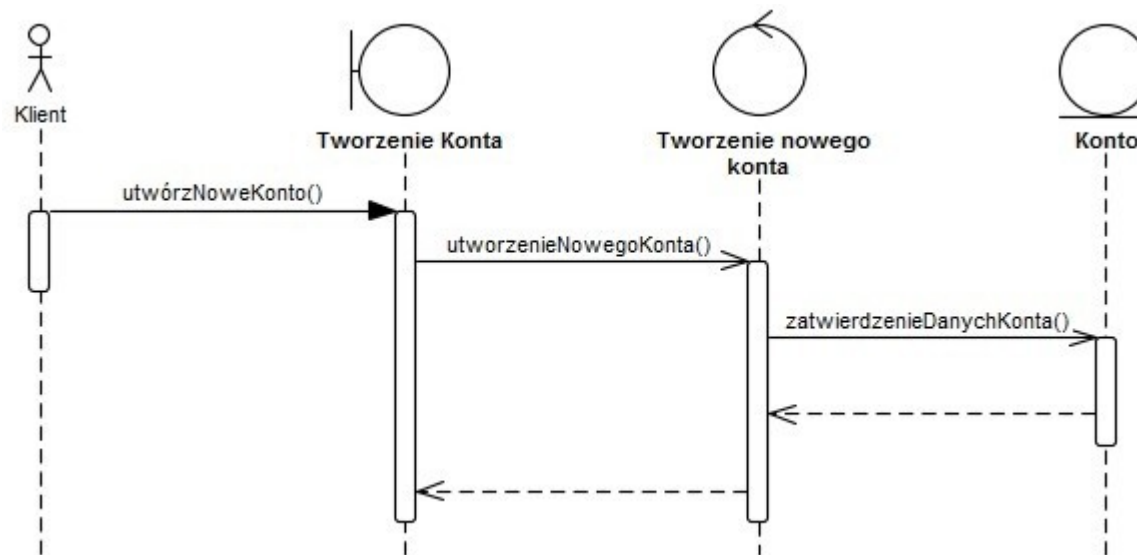 Klient
Tworzenie Konta
Tworzenie nowego
konta
Konto
utwórzNoweKonto()
utworzenieNowegoKonta()
zatwierdzenieDanychKonta()